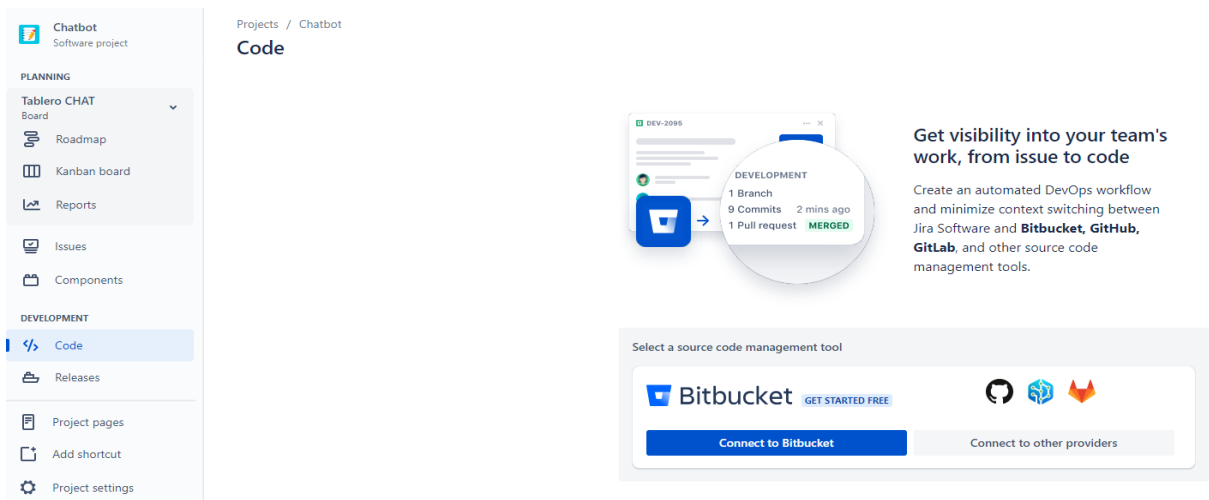 Chatbot
Software project
PLANNING
Tablero CHAT
Board
Roadmap
Kanban board
Reports
Issues
Components
DEVELOPMENT
Code
Releases
Project pages
Add shortcut
Project settings
Projects / Chatbot
Code
DEV-2095
DEVELOPMENT
1 Branch
9 Commits 2 mins ago
1 Pull request MERGED
Get visibility into your team's
work, from issue to code
Create an automated DevOps workflow
and minimize context switching between
Jira Software and Bitbucket, GitHub,
GitLab, and other source code
management tools.
Select a source code management tool
Bitbucket GET STARTED FREE
Connect to Bitbucket
Connect to other providers